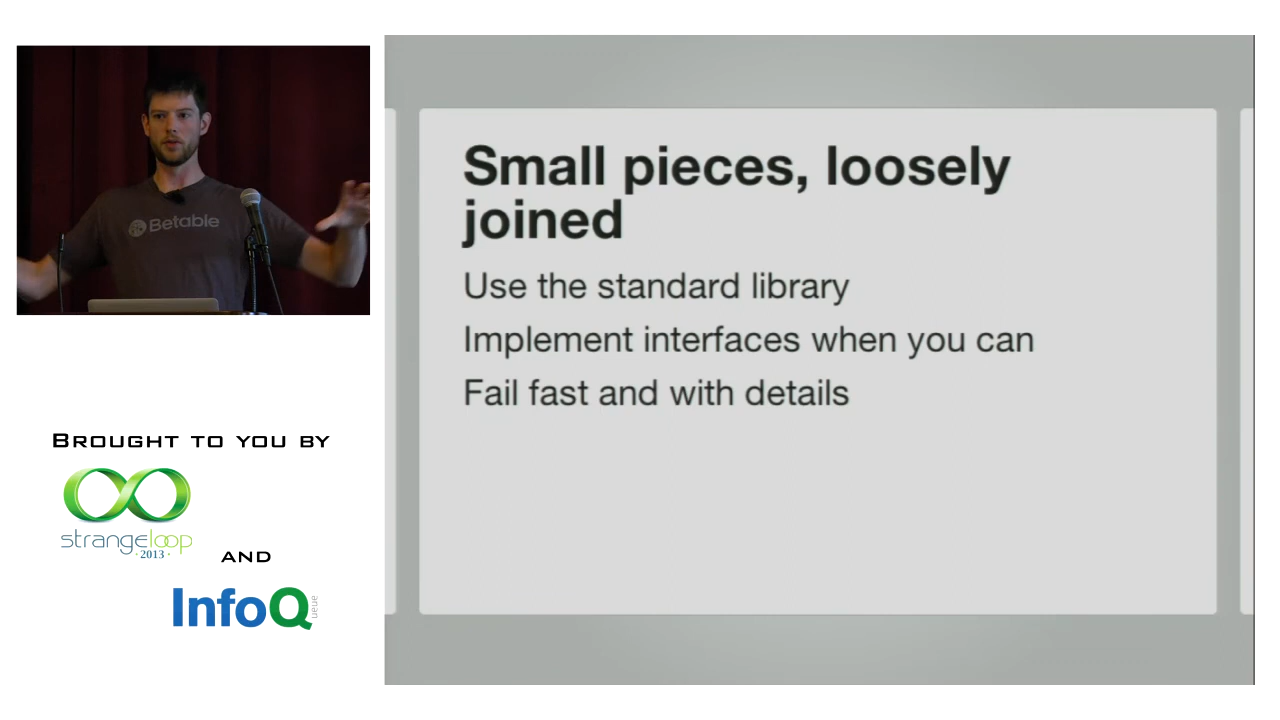 Betable
Small pieces, loosely
joined
Use the standard library
Implement interfaces when you can
Fail fast and with details
BROUGHT TO YOU BY
strangeloop
· 2013 ·
AND
InfoQ
ueue